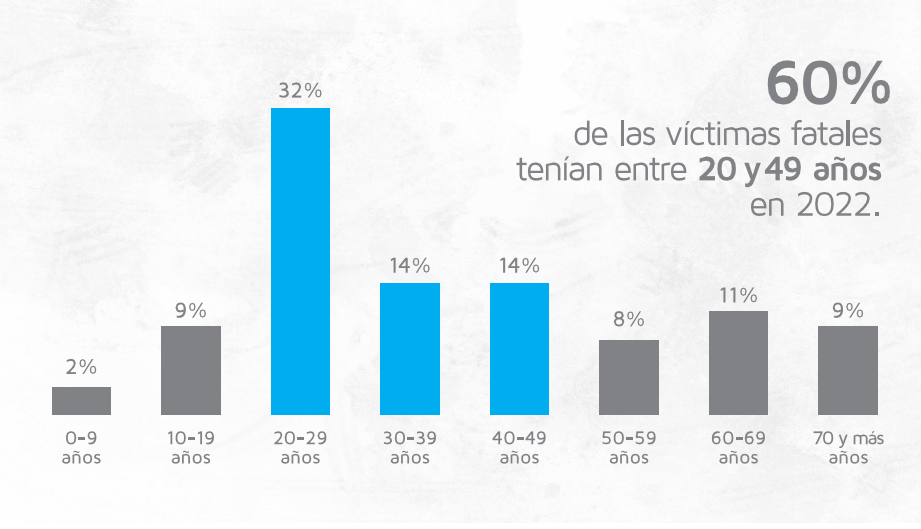 60%
de las víctimas fatales
tenían entre 20 y 49 años
en 2022.
32%
14%
14%
11%
9%
8%
9%
2%
0-9
años
10-19
años
20-29
años
30-39
años
40-49
años
50-59
años
60-69
años
70 y más
años